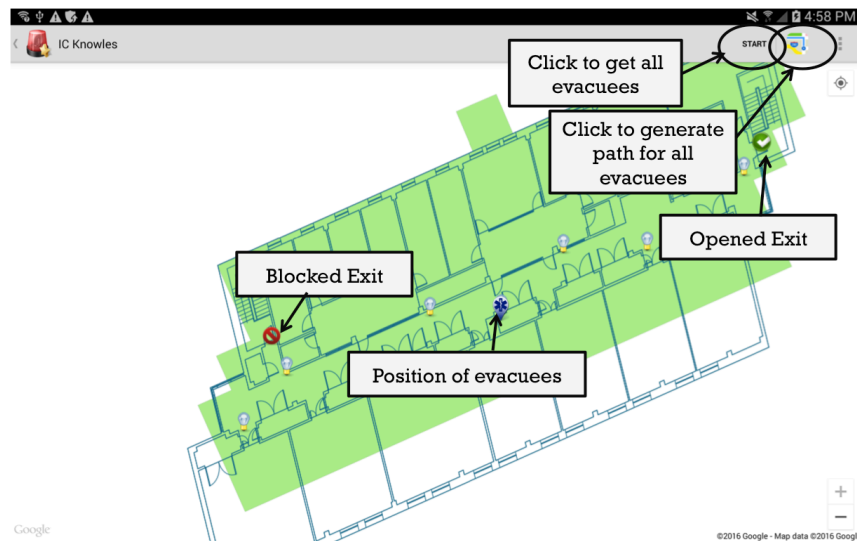 4:58 PM
IC Knowles
START
Click to get all
evacuees
Click to generate
path for all
evacuees
Opened Exit
Blocked Exit
Position of evacuees
Google
©2016 Google - Map data ©2016 Googl